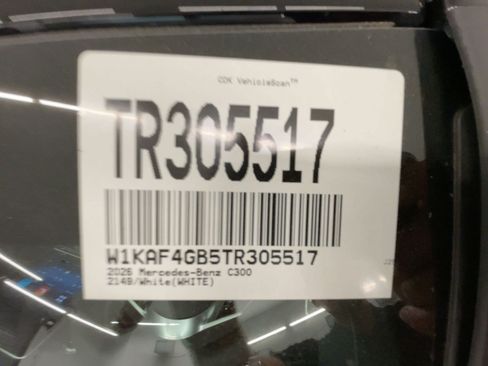 CDK VehicleScan™
TR305517
W1KAF4GB5TR305517
2026 Mercedes-Benz C300
2149/White(WHITE)